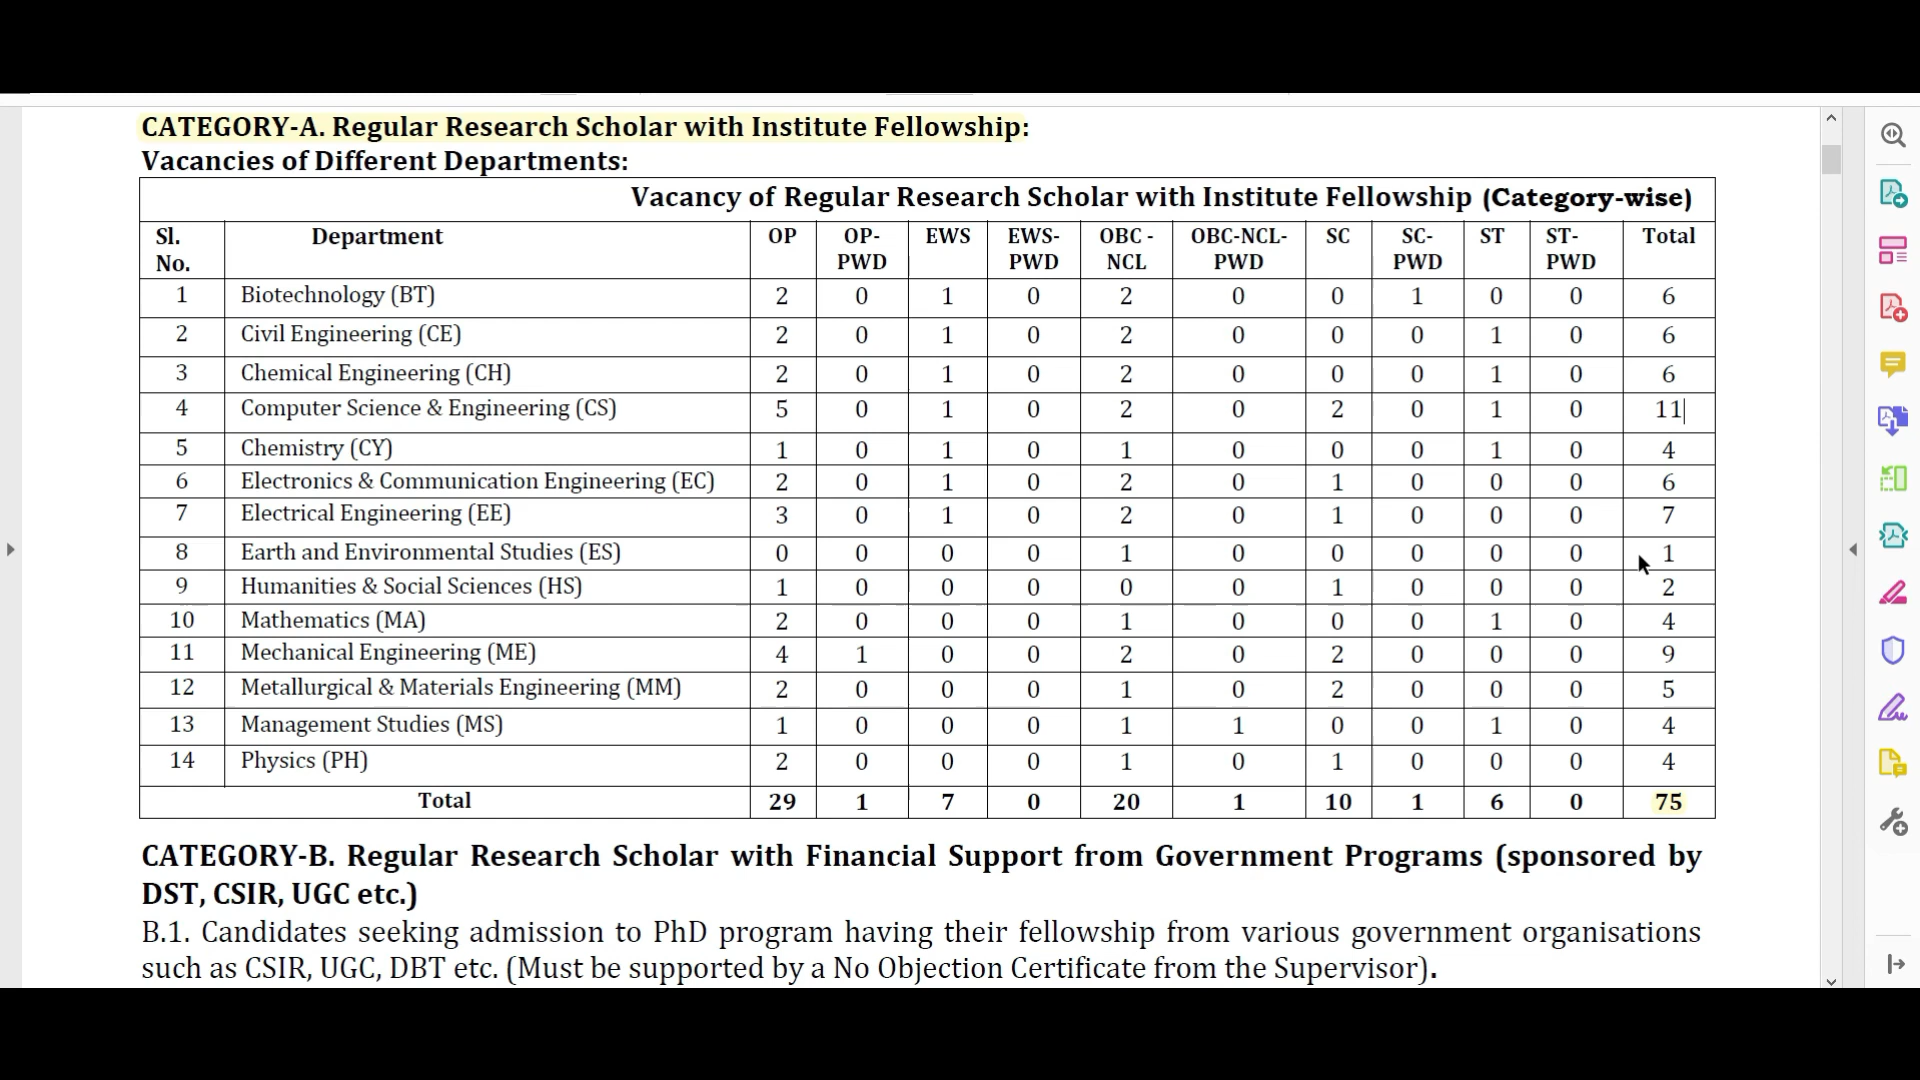 CATEGORY-A. Regular Research Scholar with Institute Fellowship:
Vacancies of Different Departments:
Vacancy of Regular Research Scholar with Institute Fellowship (Category-wise)
Sl. No. Department OP OP-PWD EWS EWS-PWD OBC - NCL OBC-NCL-PWD SC SC-PWD ST ST-PWD Total
1 Biotechnology (BT) 2 0 1 0 2 0 0 1 0 0 6
2 Civil Engineering (CE) 2 0 1 0 2 0 0 0 1 0 6
3 Chemical Engineering (CH) 2 0 1 0 2 0 0 0 1 0 6
4 Computer Science & Engineering (CS) 5 0 1 0 2 0 2 0 1 0 11
5 Chemistry (CY) 1 0 1 0 1 0 0 0 1 0 4
6 Electronics & Communication Engineering (EC) 2 0 1 0 2 0 1 0 0 0 6
7 Electrical Engineering (EE) 3 0 1 0 2 0 1 0 0 0 7
8 Earth and Environmental Studies (ES) 0 0 0 0 1 0 0 0 0 0 1
9 Humanities & Social Sciences (HS) 1 0 0 0 0 0 1 0 0 0 2
10 Mathematics (MA) 2 0 0 0 1 0 0 0 1 0 4
11 Mechanical Engineering (ME) 4 1 0 0 2 0 2 0 0 0 9
12 Metallurgical & Materials Engineering (MM) 2 0 0 0 1 0 2 0 0 0 5
13 Management Studies (MS) 1 0 0 0 1 1 0 0 1 0 4
14 Physics (PH) 2 0 0 0 1 0 1 0 0 0 4
Total 29 1 7 0 20 1 10 1 6 0 75
CATEGORY-B. Regular Research Scholar with Financial Support from Government Programs (sponsored by
DST, CSIR, UGC etc.)
B.1. Candidates seeking admission to PhD program having their fellowship from various government organisations
such as CSIR, UGC, DBT etc. (Must be supported by a No Objection Certificate from the Supervisor).